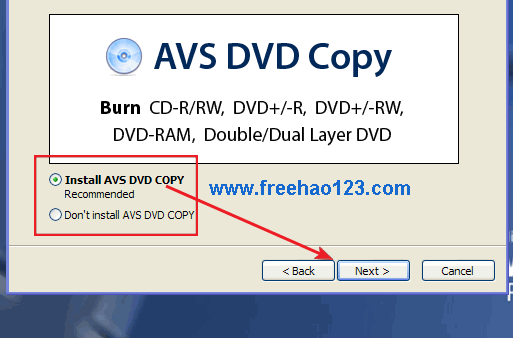 AVS DVD Copy
Burn CD-R/RW, DVD+/-R, DVD+/-RW,
DVD-RAM, Double/Dual Layer DVD
Install AVS DVD COPY
Recommended
www.freehao123.com
Don't install AVS DVD COPY
< Back
Next >
Cancel